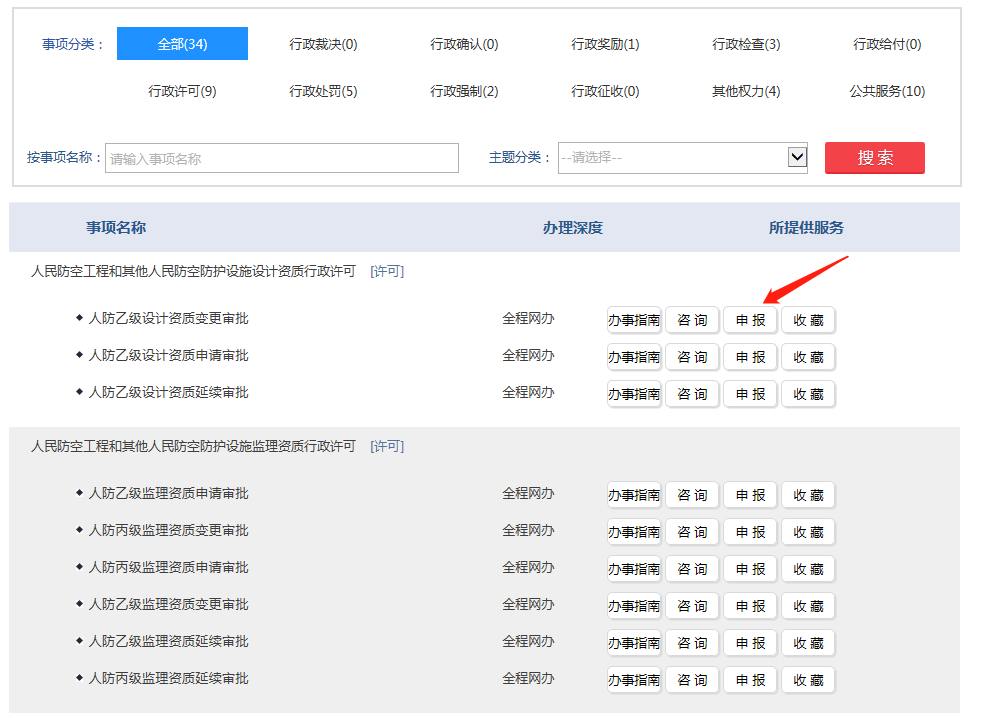 事项分类： 全部(34) 行政裁决(0) 行政确认(0) 行政奖励(1) 行政检查(3) 行政给付(0)
行政许可(9) 行政处罚(5) 行政强制(2) 行政征收(0) 其他权力(4) 公共服务(10)
按事项名称： 请输入事项名称 主题分类： --请选择-- 搜索
事项名称 办理深度 所提供服务
人民防空工程和其他人民防空防护设施设计资质行政许可 [许可]
人防乙级设计资质变更审批 全程网办 办事指南 咨询 申报 收藏
人防乙级设计资质申请审批 全程网办 办事指南 咨询 申报 收藏
人防乙级设计资质延续审批 全程网办 办事指南 咨询 申报 收藏
人民防空工程和其他人民防空防护设施监理资质行政许可 [许可]
人防乙级监理资质申请审批 全程网办 办事指南 咨询 申报 收藏
人防丙级监理资质变更审批 全程网办 办事指南 咨询 申报 收藏
人防丙级监理资质申请审批 全程网办 办事指南 咨询 申报 收藏
人防乙级监理资质变更审批 全程网办 办事指南 咨询 申报 收藏
人防乙级监理资质延续审批 全程网办 办事指南 咨询 申报 收藏
人防丙级监理资质延续审批 全程网办 办事指南 咨询 申报 收藏